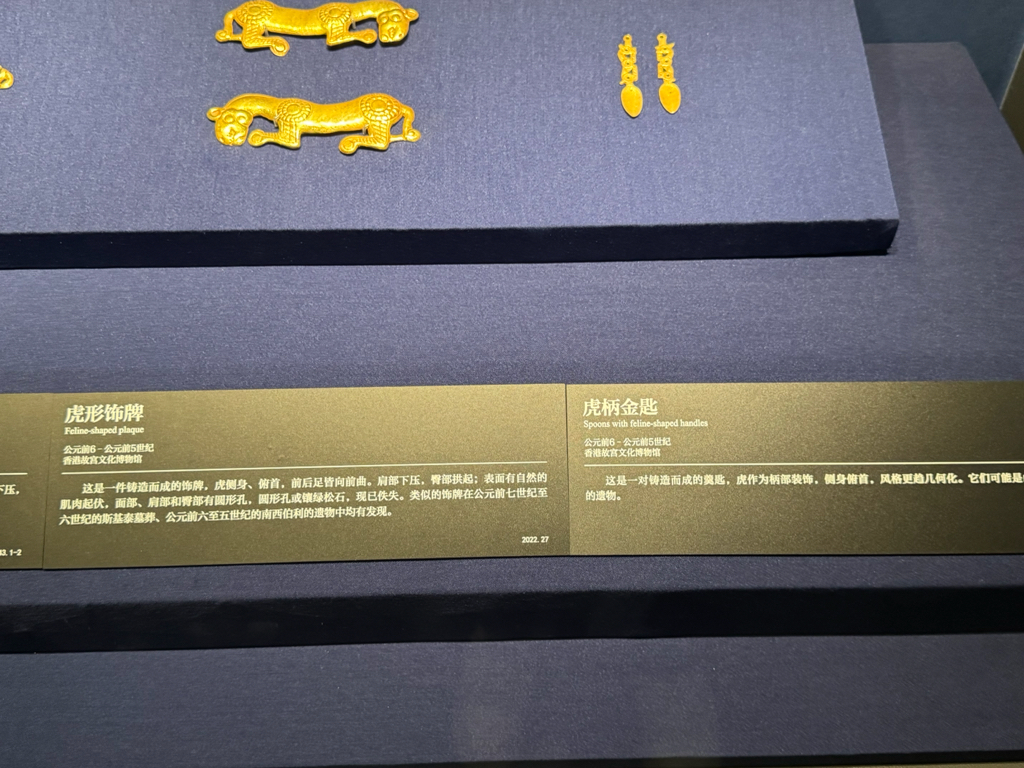 下压，
33.1-2
虎形饰牌
Feline-shaped plaque
公元前6 - 公元前5世纪
香港故宫文化博物馆
这是一件铸造而成的饰牌，虎侧身、俯首，前后足皆向前曲。肩部下压，臀部拱起；表面有自然的
肌肉起伏，面部、肩部和臀部有圆形孔，圆形孔或镶绿松石，现已佚失。类似的饰牌在公元前七世纪至
六世纪的斯基泰墓葬、公元前六至五世纪的南西伯利的遗物中均有发现。
2022. 27
虎柄金匙
Spoons with feline-shaped handles
公元前6 - 公元前5世纪
香港故宫文化博物馆
这是一对铸造而成的羹匙，虎作为柄部装饰，侧身俯首，风格更趋几何化。它们可能是
的遗物。